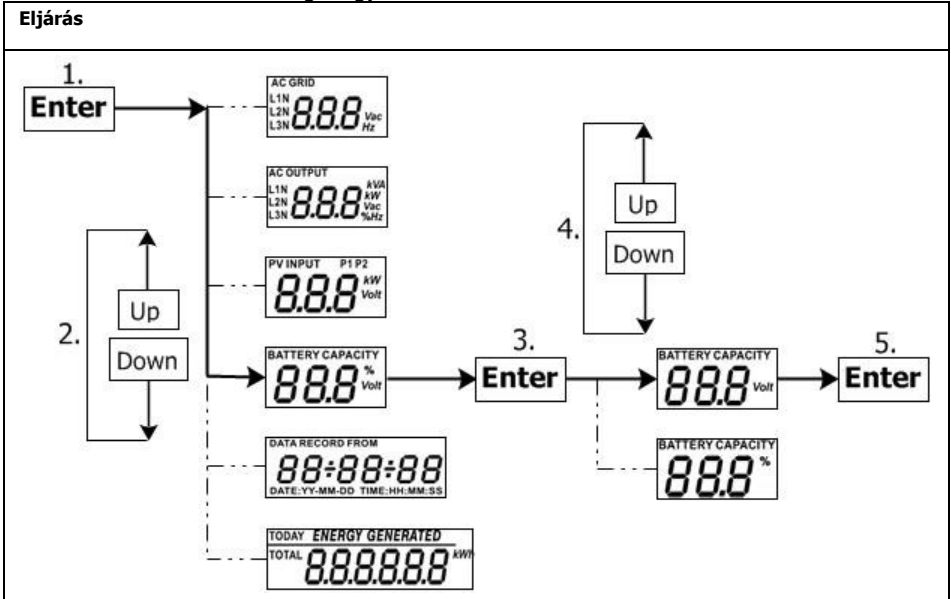 Eljárás
1.
Enter
AC GRID
L1N
L2N
L3N
8.8.8
Vac
Hz
AC OUTPUT
L1N
L2N
L3N
8.8.8
kVA
kW
Vac
%Hz
PV INPUT P1 P2
8.8.8
kW
Volt
2.
Up
Down
BATTERY CAPACITY
88.8
%
Volt
3.
Enter
4.
Up
Down
BATTERY CAPACITY
88.8
Volt
5.
Enter
BATTERY CAPACITY
88.8
%
DATA RECORD FROM
88:88:88
DATE:YY-MM-DD TIME:HH:MM:SS
TODAY ENERGY GENERATED
TOTAL 8.8.8.8.8.8 kWh